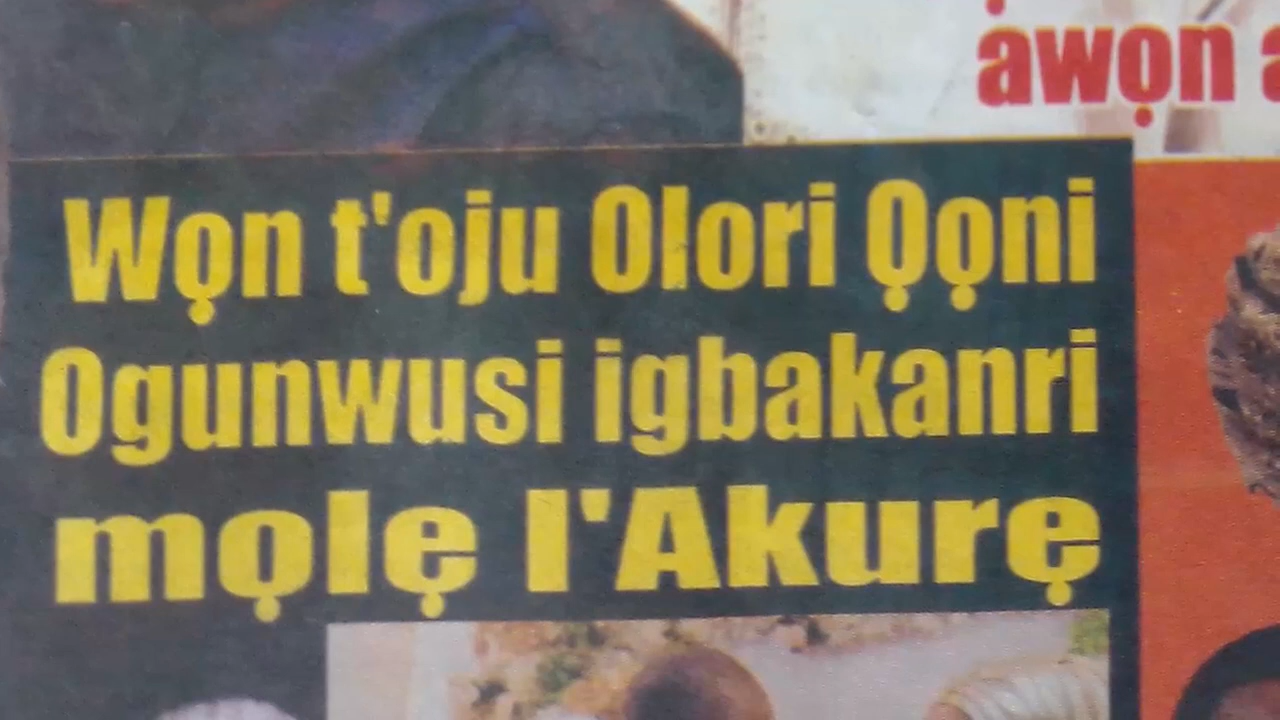 awọn
Wọn t'oju Olori Ọọni
Ogunwusi igbakanri
mọlẹ l'Akurẹ